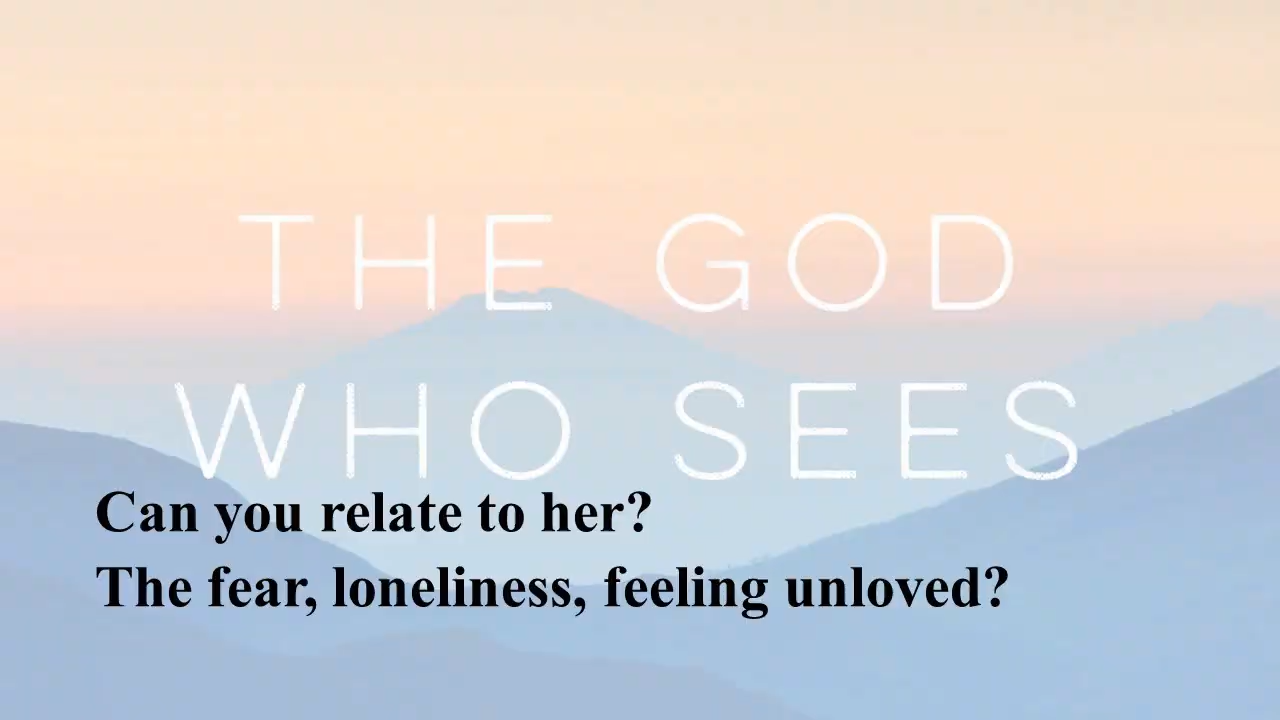 THE GOD
WHO SEES
Can you relate to her?
The fear, loneliness, feeling unloved?